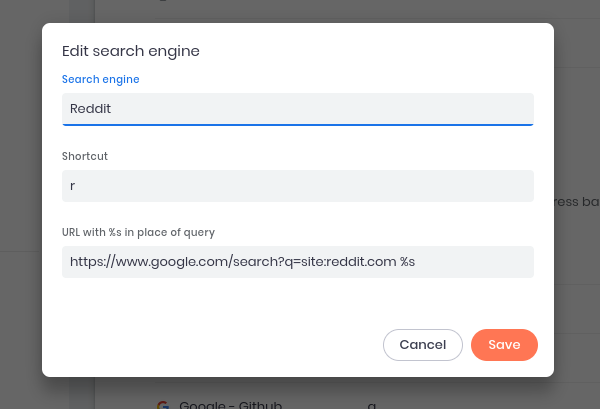 Edit search engine
Search engine
Reddit
Shortcut
r
ress ba
URL with %s in place of query
https://www.google.com/search?q=site:reddit.com %s
Cancel Save
Google - Github